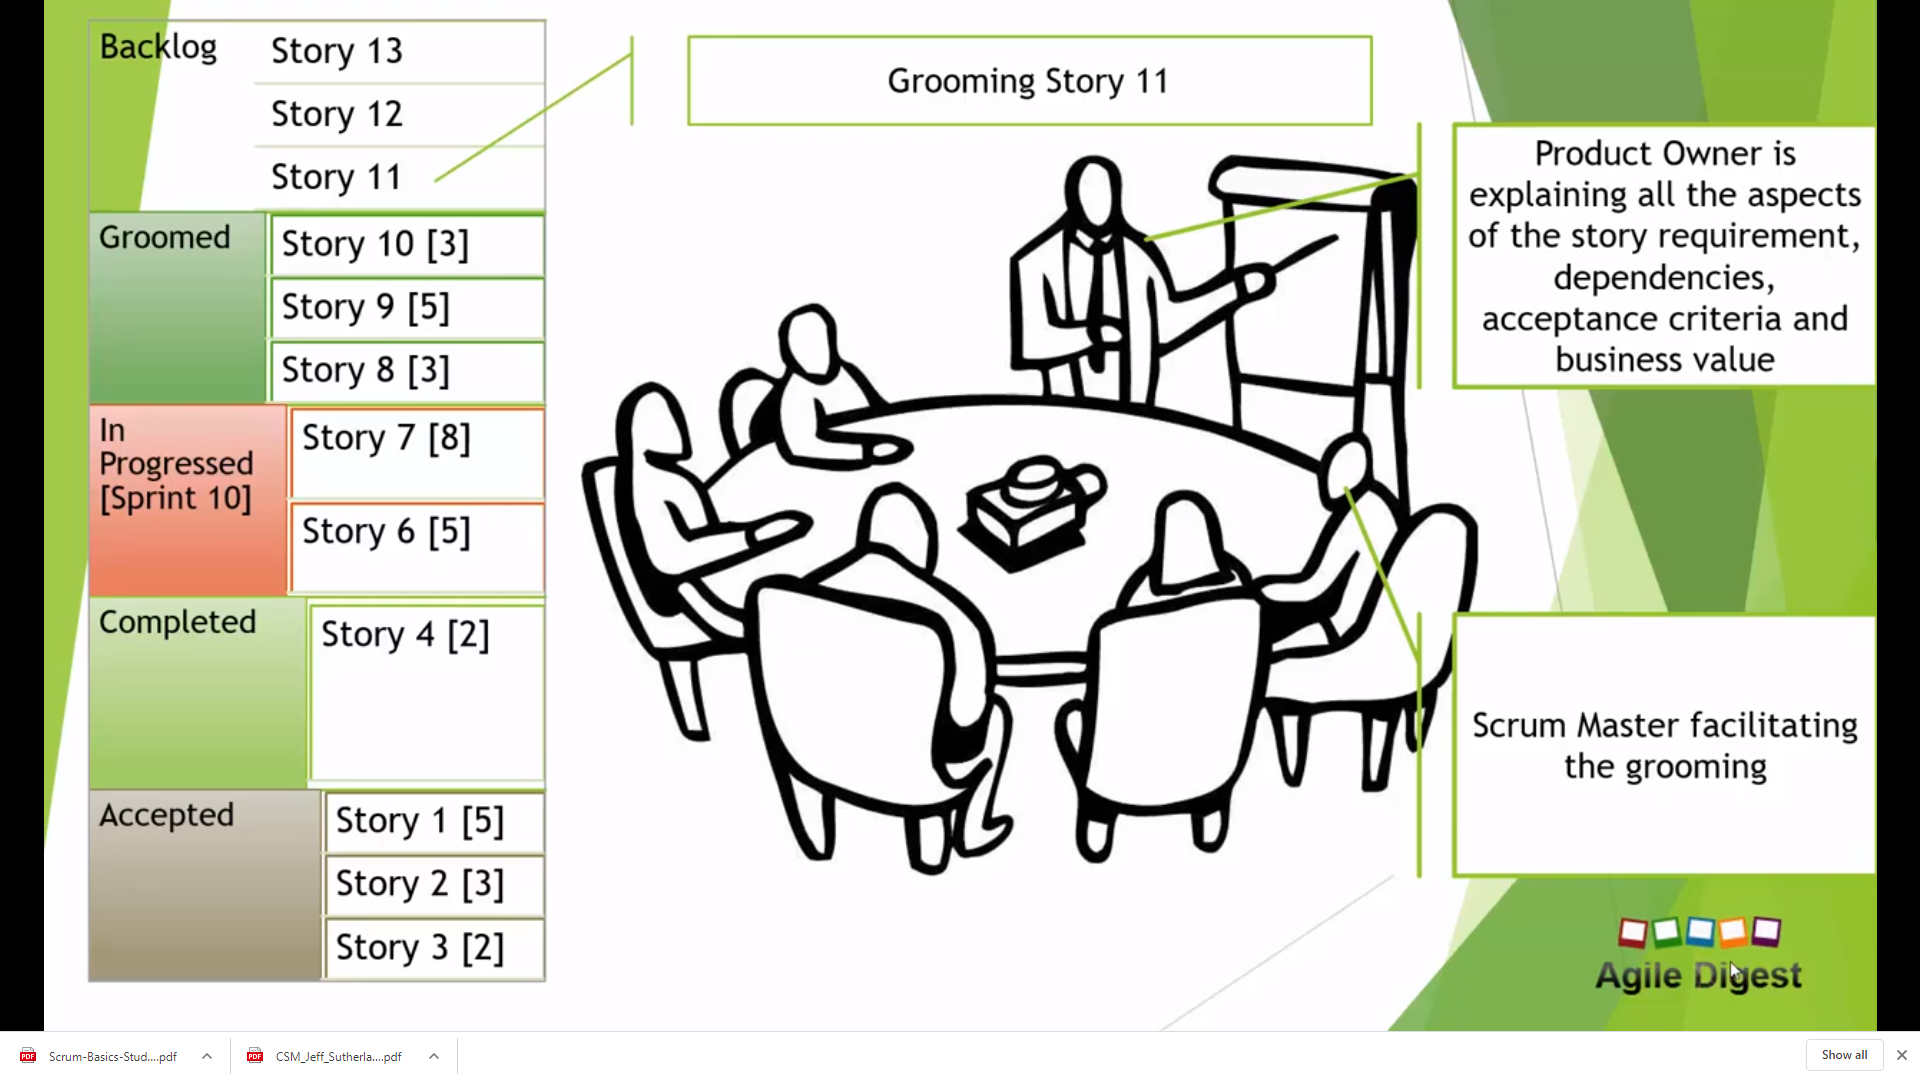 Backlog
Story 13
Story 12
Story 11
Groomed
Story 10 [3]
Story 9 [5]
Story 8 [3]
In
Progressed
[Sprint 10]
Story 7 [8]
Story 6 [5]
Completed
Story 4 [2]
Accepted
Story 1 [5]
Story 2 [3]
Story 3 [2]
Grooming Story 11
Product Owner is
explaining all the aspects
of the story requirement,
dependencies,
acceptance criteria and
business value
Scrum Master facilitating
the grooming
Agile Digest
PDF
Scrum-Basics-Stud....pdf
PDF
CSM_Jeff_Sutherla....pdf
Show all